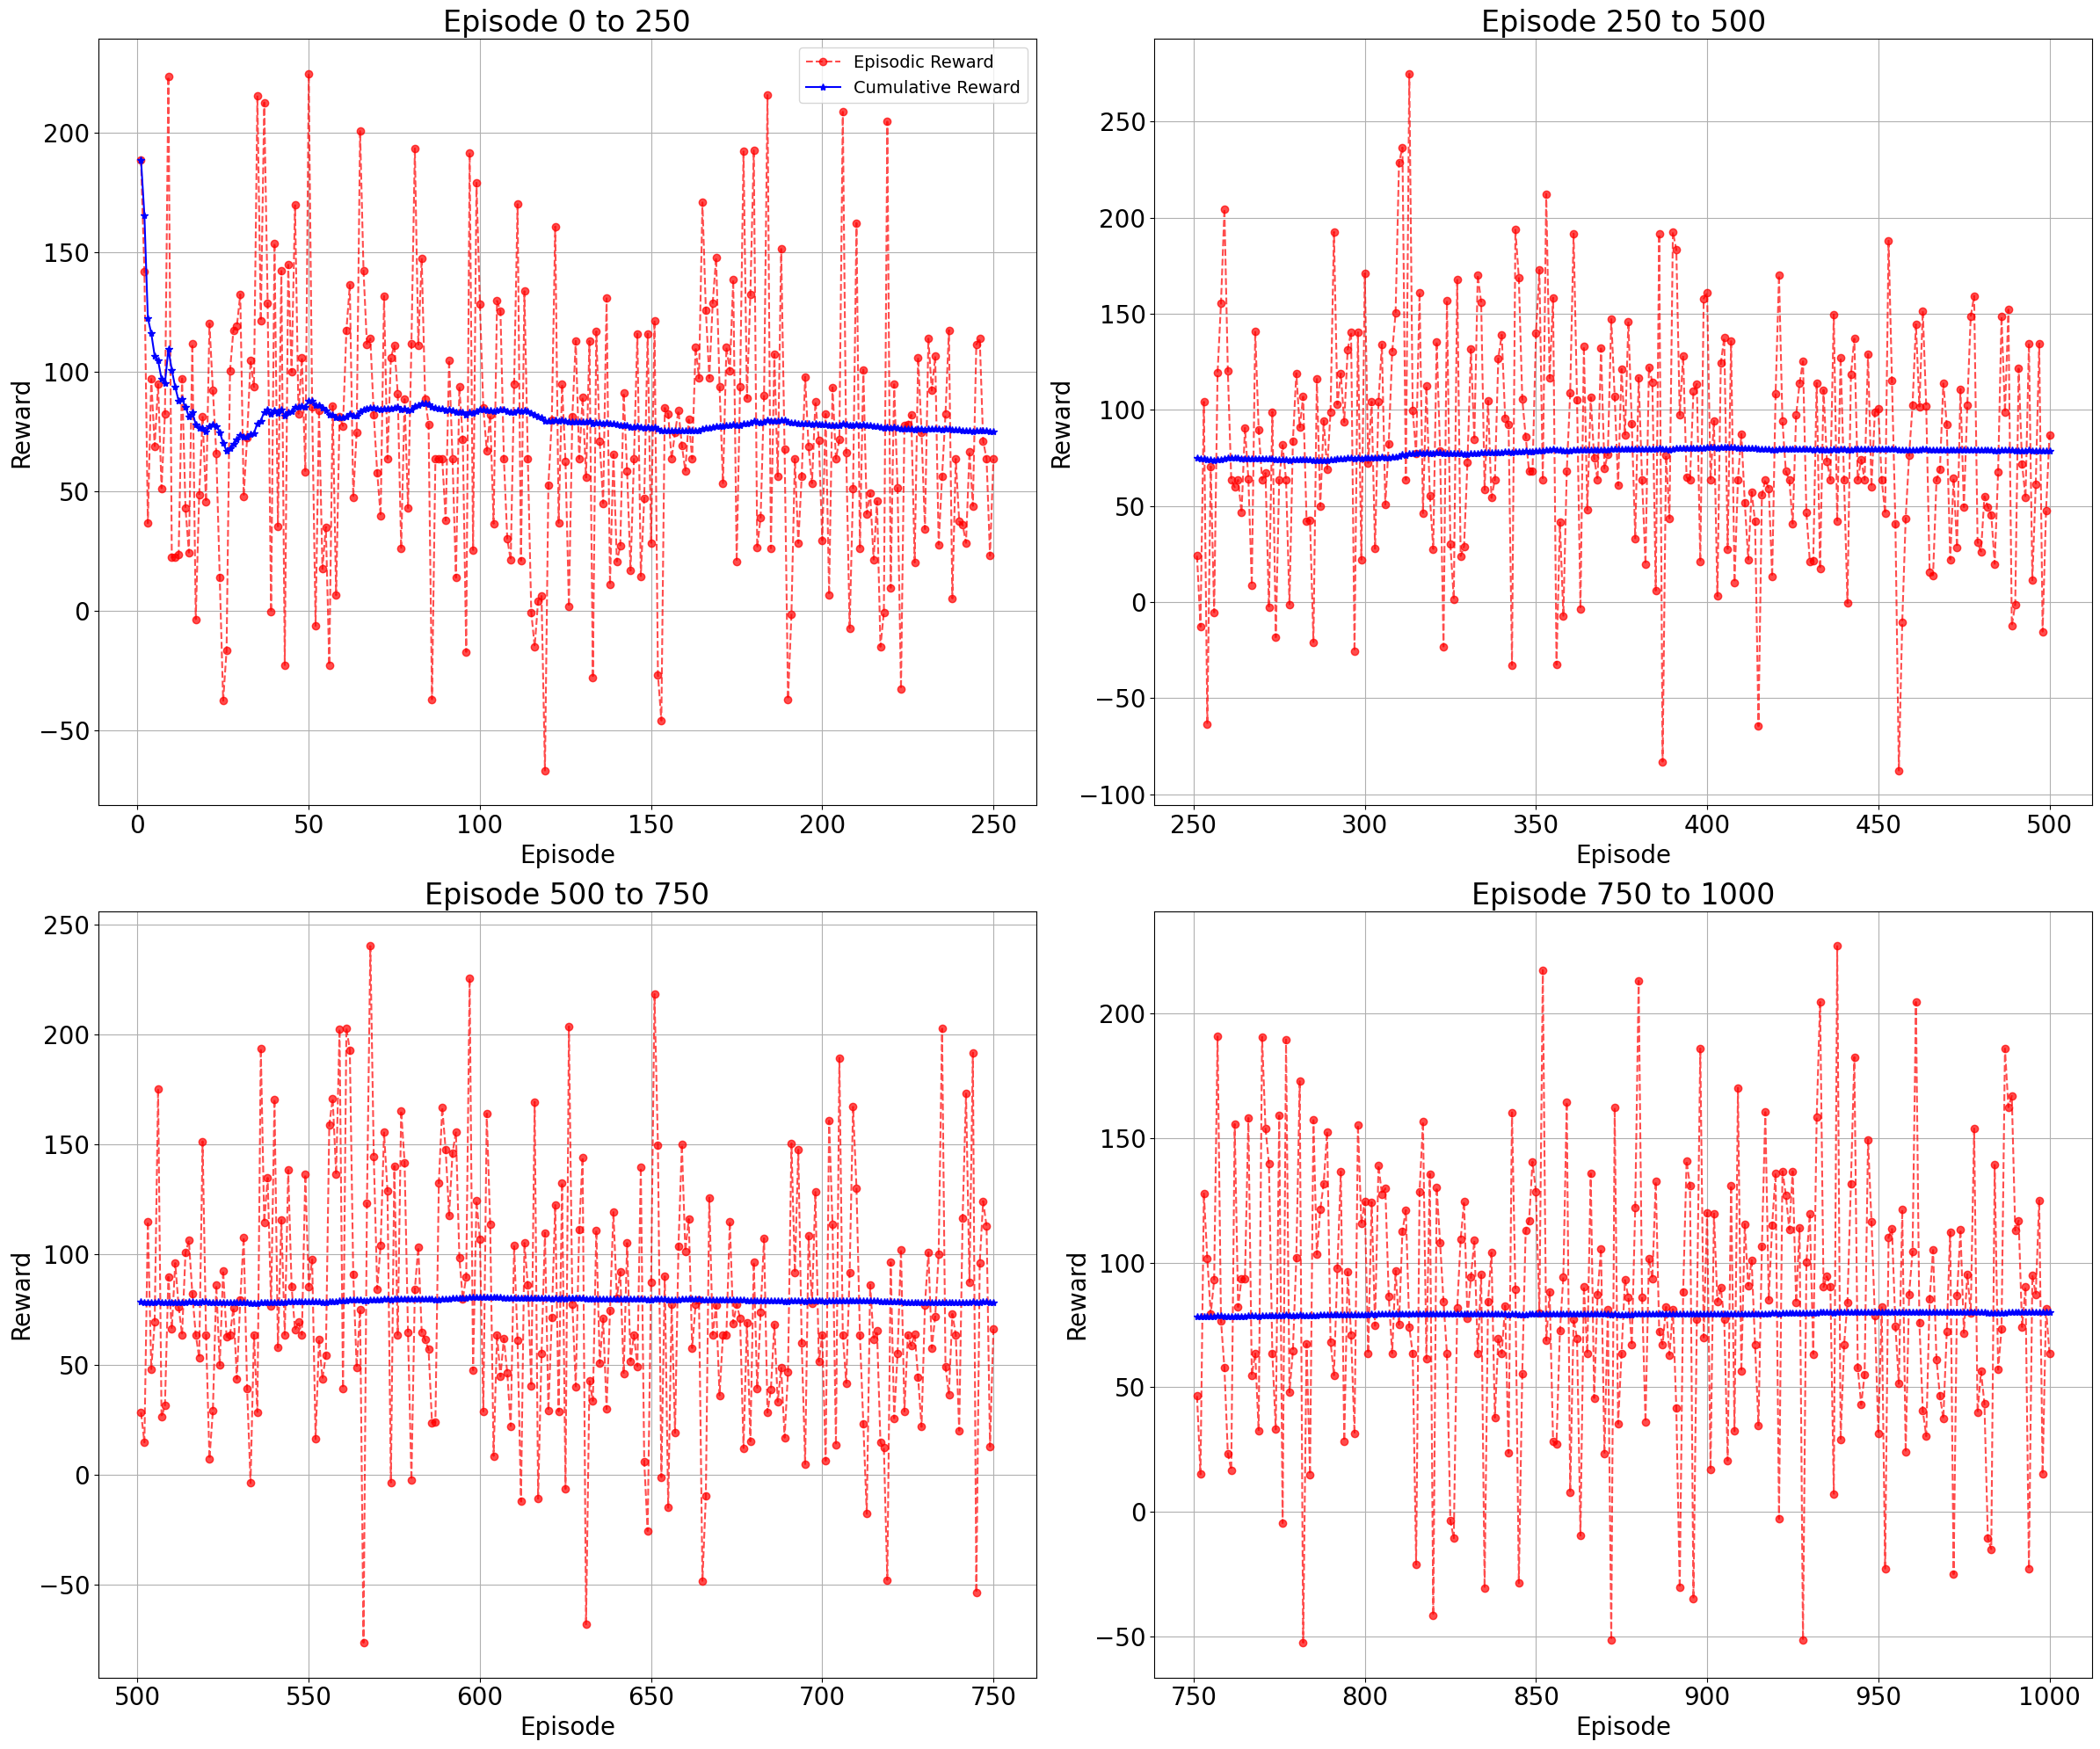 Episode 0 to 250
Episodic Reward
Cumulative Reward
200
150
100
50
0
−50
Reward
0 50 100 150 200 250
Episode
Episode 250 to 500
250
200
150
100
50
0
−50
−100
Reward
250 300 350 400 450 500
Episode
Episode 500 to 750
250
200
150
100
50
0
−50
Reward
500 550 600 650 700 750
Episode
Episode 750 to 1000
200
150
100
50
0
−50
Reward
750 800 850 900 950 1000
Episode